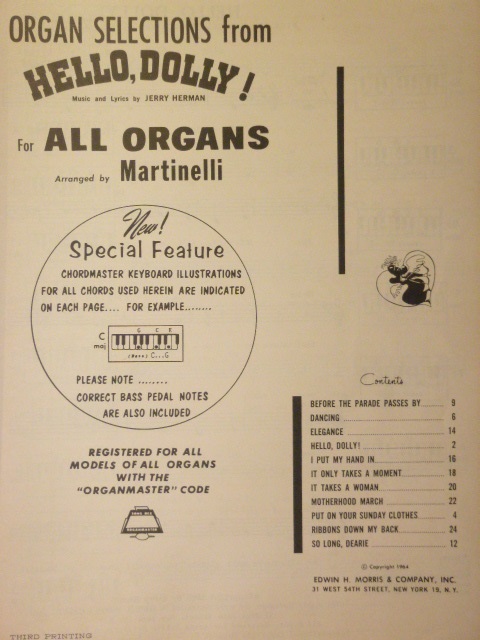 ORGAN SELECTIONS from
HELLO, DOLLY!
Music and Lyrics by JERRY HERMAN
For ALL ORGANS
Arranged by Martinelli
New!
Special Feature
CHORDMASTER KEYBOARD ILLUSTRATIONS
FOR ALL CHORDS USED HEREIN ARE INDICATED
ON EACH PAGE.... FOR EXAMPLE........
C
maj
G C E
(BASS) C...G
PLEASE NOTE ........
CORRECT BASS PEDAL NOTES
ARE ALSO INCLUDED
REGISTERED FOR ALL
MODELS OF ALL ORGANS
WITH THE
"ORGANMASTER" CODE
ORGANMASTER
Contents
BEFORE THE PARADE PASSES BY........ 9
DANCING........ 6
ELEGANCE........ 14
HELLO, DOLLY!........ 2
I PUT MY HAND IN........ 16
IT ONLY TAKES A MOMENT........ 18
IT TAKES A WOMAN........ 20
MOTHERHOOD MARCH........ 22
PUT ON YOUR SUNDAY CLOTHES........ 4
RIBBONS DOWN MY BACK........ 24
SO LONG, DEARIE........ 12
© Copyright 1964
EDWIN H. MORRIS & COMPANY, INC.
31 WEST 54TH STREET, NEW YORK 19, N.Y.
THIRD PRINTING